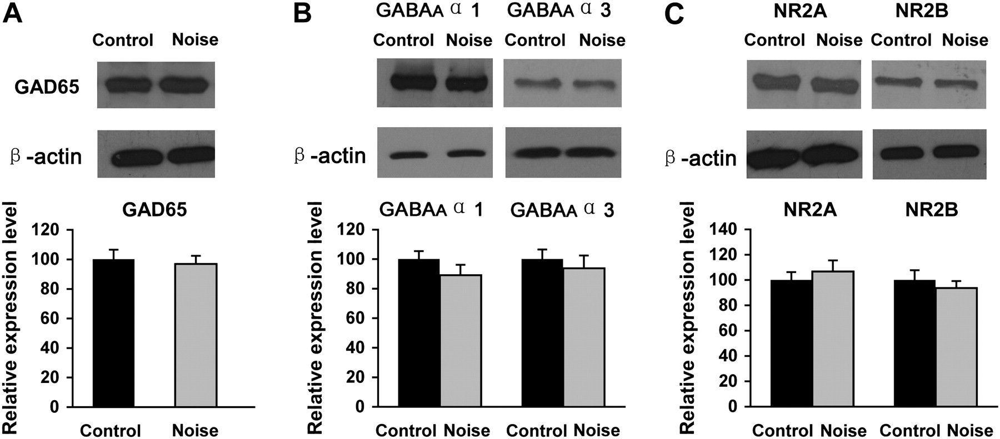 A
Control Noise
GAD65
β-actin
GAD65
Relative expression level
120
100
80
60
40
20
0
Control Noise
B
GABAA α 1 GABAA α 3
Control Noise Control Noise
β-actin
GABAA α 1 GABAA α 3
Relative expression level
120
100
80
60
40
20
0
Control Noise Control Noise
C
NR2A NR2B
Control Noise Control Noise
β-actin
NR2A NR2B
Relative expression level
140
120
100
80
60
40
20
0
Control Noise Control Noise